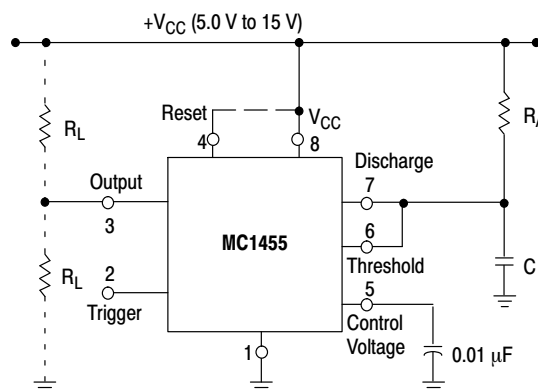 +VCC (5.0 V to 15 V)
Reset
VCC
RL
4
8
Discharge
7
Output
3
MC1455
6
Threshold
RL
2
Trigger
5
Control
Voltage
1
C
0.01 µF